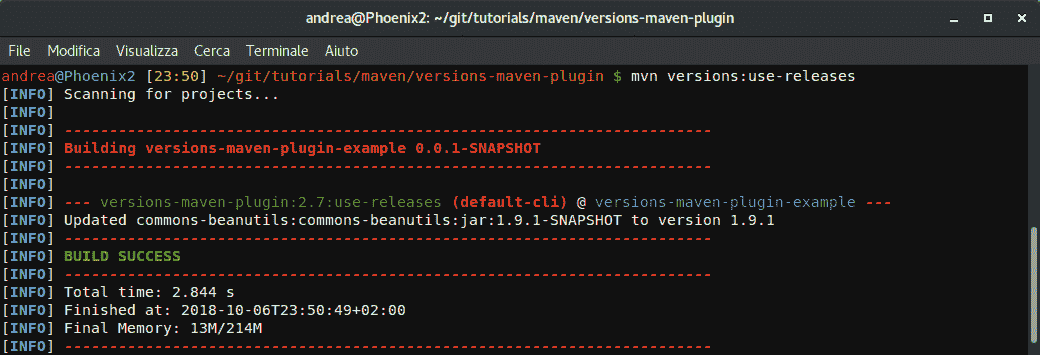 andrea@Phoenix2: ~/git/tutorials/maven/versions-maven-plugin
File Modifica Visualizza Cerca Terminale Aiuto
andrea@Phoenix2 [23:50] ~/git/tutorials/maven/versions-maven-plugin $ mvn versions:use-releases
[INFO] Scanning for projects...
[INFO]
[INFO] ------------------------------------------------------------------------
[INFO] Building versions-maven-plugin-example 0.0.1-SNAPSHOT
[INFO] ------------------------------------------------------------------------
[INFO]
[INFO] --- versions-maven-plugin:2.7:use-releases (default-cli) @ versions-maven-plugin-example ---
[INFO] Updated commons-beanutils:commons-beanutils:jar:1.9.1-SNAPSHOT to version 1.9.1
[INFO] ------------------------------------------------------------------------
[INFO] BUILD SUCCESS
[INFO] ------------------------------------------------------------------------
[INFO] Total time: 2.844 s
[INFO] Finished at: 2018-10-06T23:50:49+02:00
[INFO] Final Memory: 13M/214M
[INFO] ------------------------------------------------------------------------